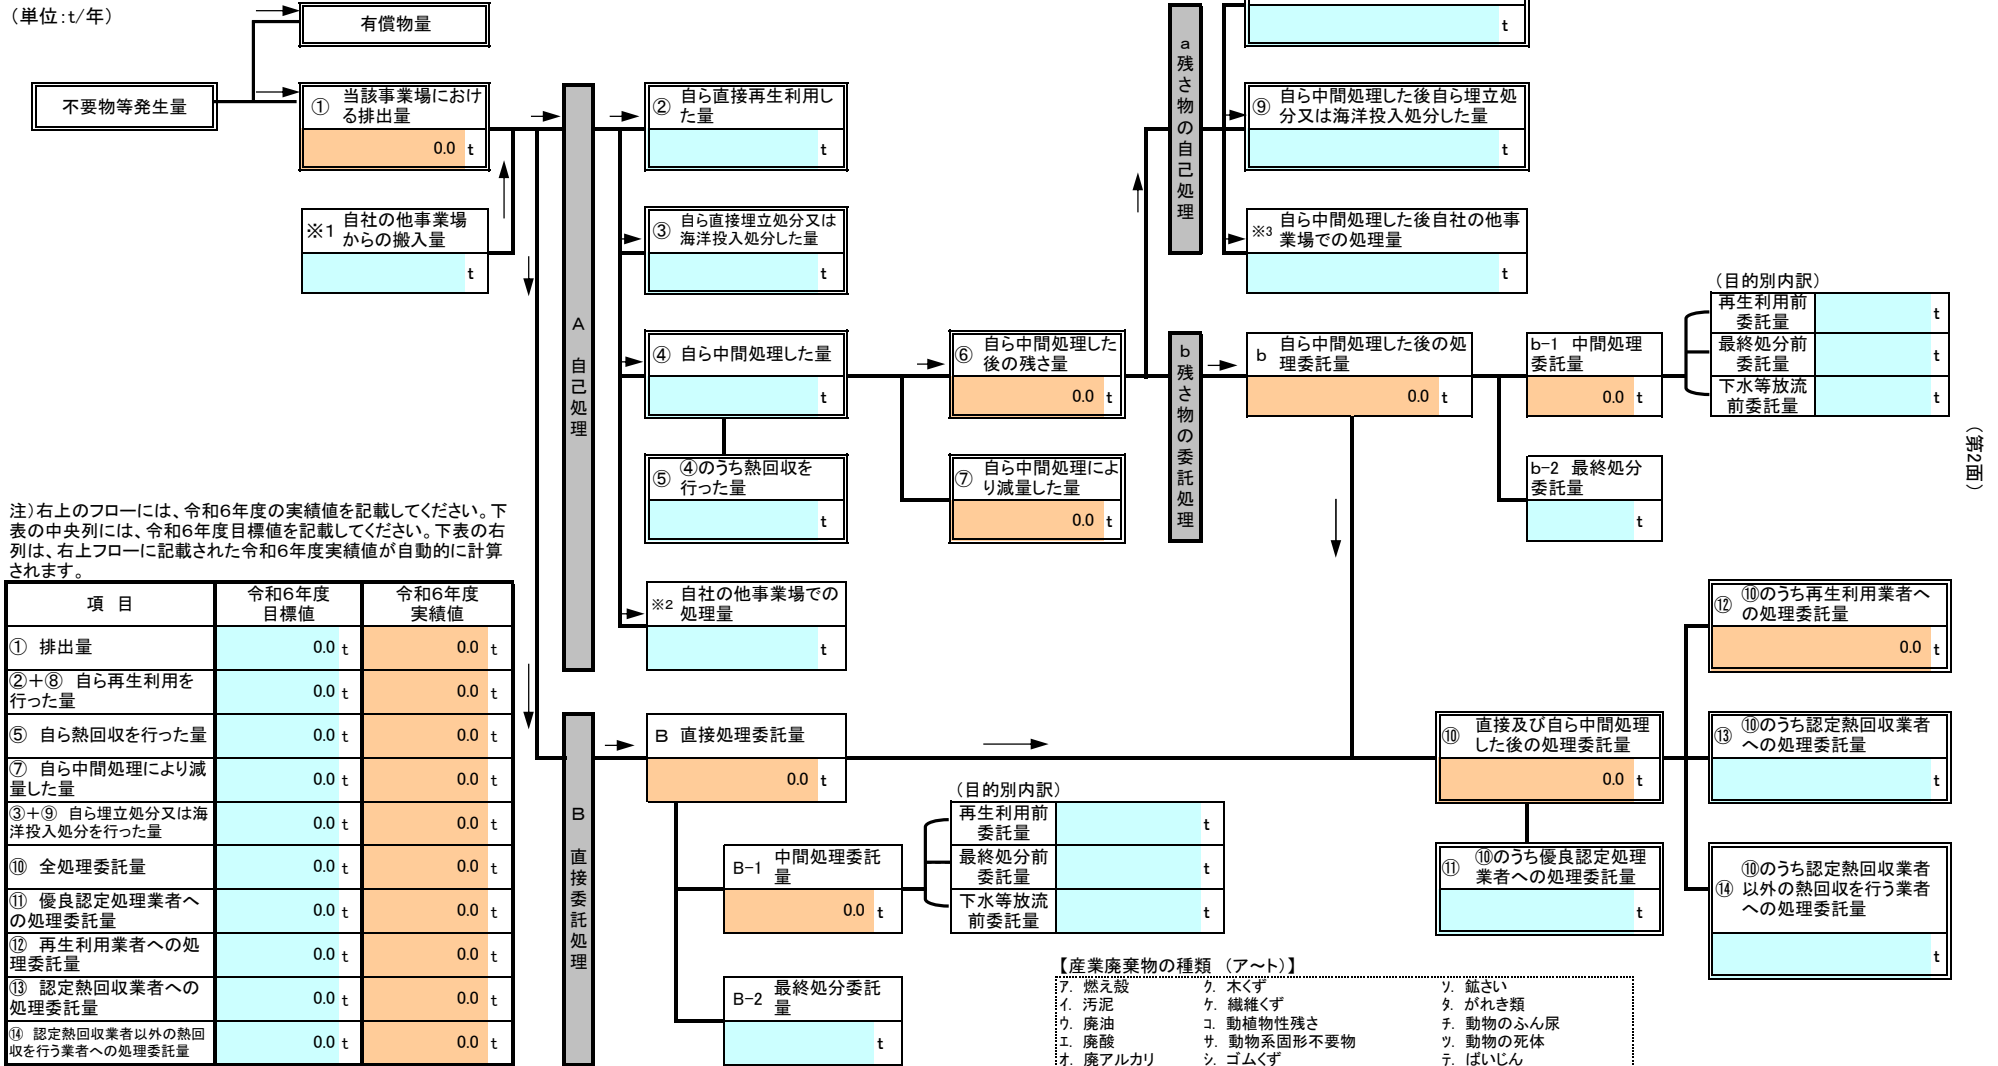 (単位:t/年)
有償物量
不要物等発生量
① 当該事業場におけ
る排出量
0.0 t
※1 自社の他事業場
からの搬入量
t
A 自己処理
② 自ら直接再生利用し
た量
t
③ 自ら直接埋立処分又は
海洋投入処分した量
t
④ 自ら中間処理した量
t
⑤ ④のうち熱回収を
行った量
t
※2 自社の他事業場での
処理量
t
⑥ 自ら中間処理した
後の残さ量
0.0 t
⑦ 自ら中間処理によ
り減量した量
0.0 t
a 残さ物の自己処理
t
⑨ 自ら中間処理した後自ら埋立処
分又は海洋投入処分した量
t
※3 自ら中間処理した後自社の他事
業場での処理量
t
b 残さ物の委託処理
b 自ら中間処理した後の処
理委託量
0.0 t
b-1 中間処理
委託量
0.0 t
(目的別内訳)
再生利用前
委託量
t
最終処分前
委託量
t
下水等放流
前委託量
t
b-2 最終処分
委託量
t
(第2面)
注)右上のフローには、令和6年度の実績値を記載してください。下
表の中央列には、令和6年度目標値を記載してください。下表の右
列は、右上フローに記載された令和6年度実績値が自動的に計算
されます。
項 目 令和6年度 令和6年度
目標値 実績値
① 排出量 0.0 t 0.0 t
②+⑧ 自ら再生利用を
行った量 0.0 t 0.0 t
⑤ 自ら熱回収を行った量 0.0 t 0.0 t
⑦ 自ら中間処理により減
量した量 0.0 t 0.0 t
③+⑨ 自ら埋立処分又は海
洋投入処分を行った量 0.0 t 0.0 t
⑩ 全処理委託量 0.0 t 0.0 t
⑪ 優良認定処理業者へ
の処理委託量 0.0 t 0.0 t
⑫ 再生利用業者への処
理委託量 0.0 t 0.0 t
⑬ 認定熱回収業者への
処理委託量 0.0 t 0.0 t
⑭ 認定熱回収業者以外の熱回
収を行う業者への処理委託量 0.0 t 0.0 t
B 直接委託処理
B 直接処理委託量
0.0 t
B-1 中間処理委託
量
0.0 t
(目的別内訳)
再生利用前
委託量
t
最終処分前
委託量
t
下水等放流
前委託量
t
B-2 最終処分委託
量
t
⑩ 直接及び自ら中間処理
した後の処理委託量
0.0 t
⑪ ⑩のうち優良認定処理
業者への処理委託量
t
⑫ ⑩のうち再生利用業者へ
の処理委託量
0.0 t
⑬ ⑩のうち認定熱回収業者
への処理委託量
t
⑭ ⑩のうち認定熱回収業者
以外の熱回収を行う業者
への処理委託量
t
【産業廃棄物の種類 (ア~ト)】
ア. 燃え殻 ク. 木くず ソ. 鉱さい
イ. 汚泥 ケ. 繊維くず タ. がれき類
ウ. 廃油 コ. 動植物性残さ チ. 動物のふん尿
エ. 廃酸 サ. 動物系固形不要物 ツ. 動物の死体
オ. 廃アルカリ シ. ゴムくず テ. ばいじん